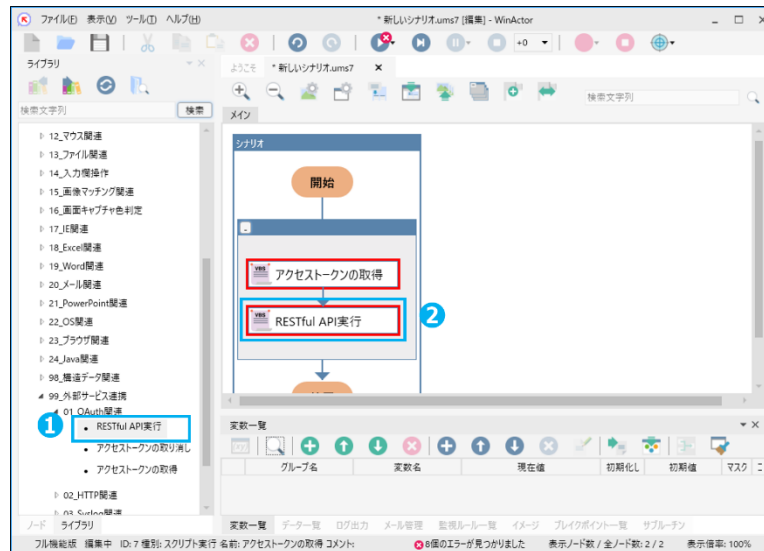 ファイル(F) 表示(V) ツール(T) ヘルプ(H)
* 新しいシナリオ.ums7 [編集] - WinActor
+0
ライブラリ
ようこそ
* 新しいシナリオ.ums7
検索文字列
検索
検索文字列
メイン
12_マウス関連
13_ファイル関連
14_入力欄操作
15_画像マッチング関連
16_画面キャプチャ色判定
17_IE関連
18_Excel関連
19_Word関連
20_メール関連
21_PowerPoint関連
22_OS関連
23_ブラウザ関連
24_Java関連
98_構造データ関連
99_外部サービス連携
01_OAuth関連
1
RESTful API実行
アクセストークンの取り消し
アクセストークンの取得
02_HTTP関連
03_Syslog関連
ノード ライブラリ
シナリオ
開始
VBS
アクセストークンの取得
VBS
RESTful API実行
2
変数一覧
グループ名 変数名 現在値 初期化し 初期値 マスク コ
変数一覧 データ一覧 ログ出力 メール管理 監視ルール一覧 イメージ ブレイクポイント一覧 サブルーチン
フル機能版 編集中 ID: 7 種別: スクリプト実行 名前: アクセストークンの取得 コメント:
8個のエラーが見つかりました
表示ノード数 / 全ノード数: 2 / 2 表示倍率: 100%